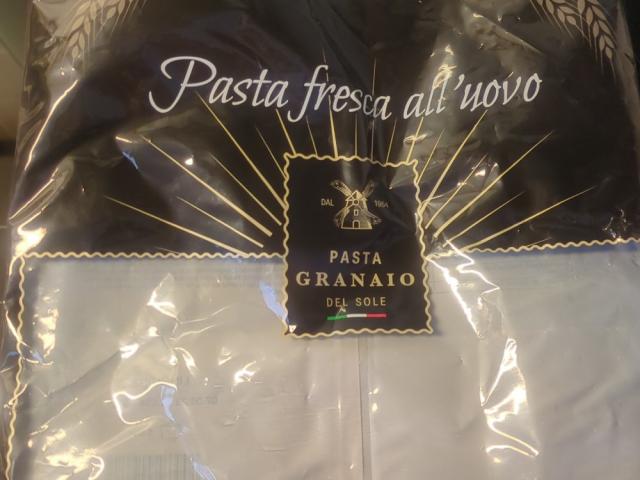 Pasta fresca all'uovo
DAL 1964
PASTA
GRANAIO
DEL SOLE